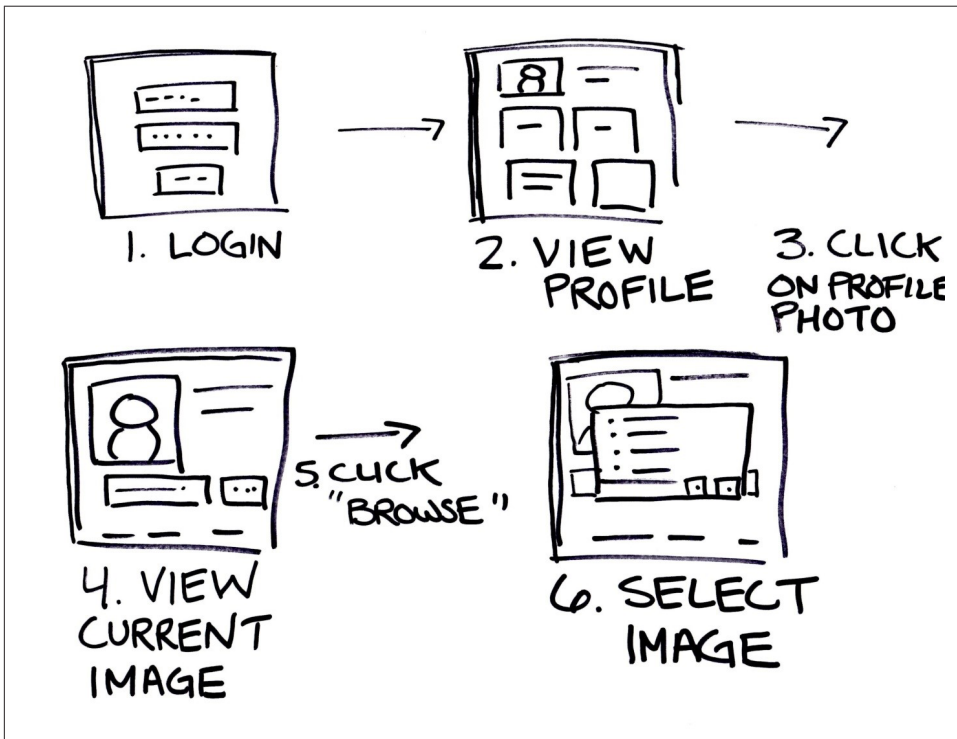 1. LOGIN
2. VIEW
PROFILE
3. CLICK
ON PROFILE
PHOTO
4. VIEW
CURRENT
IMAGE
5. CLICK
"BROWSE"
6. SELECT
IMAGE